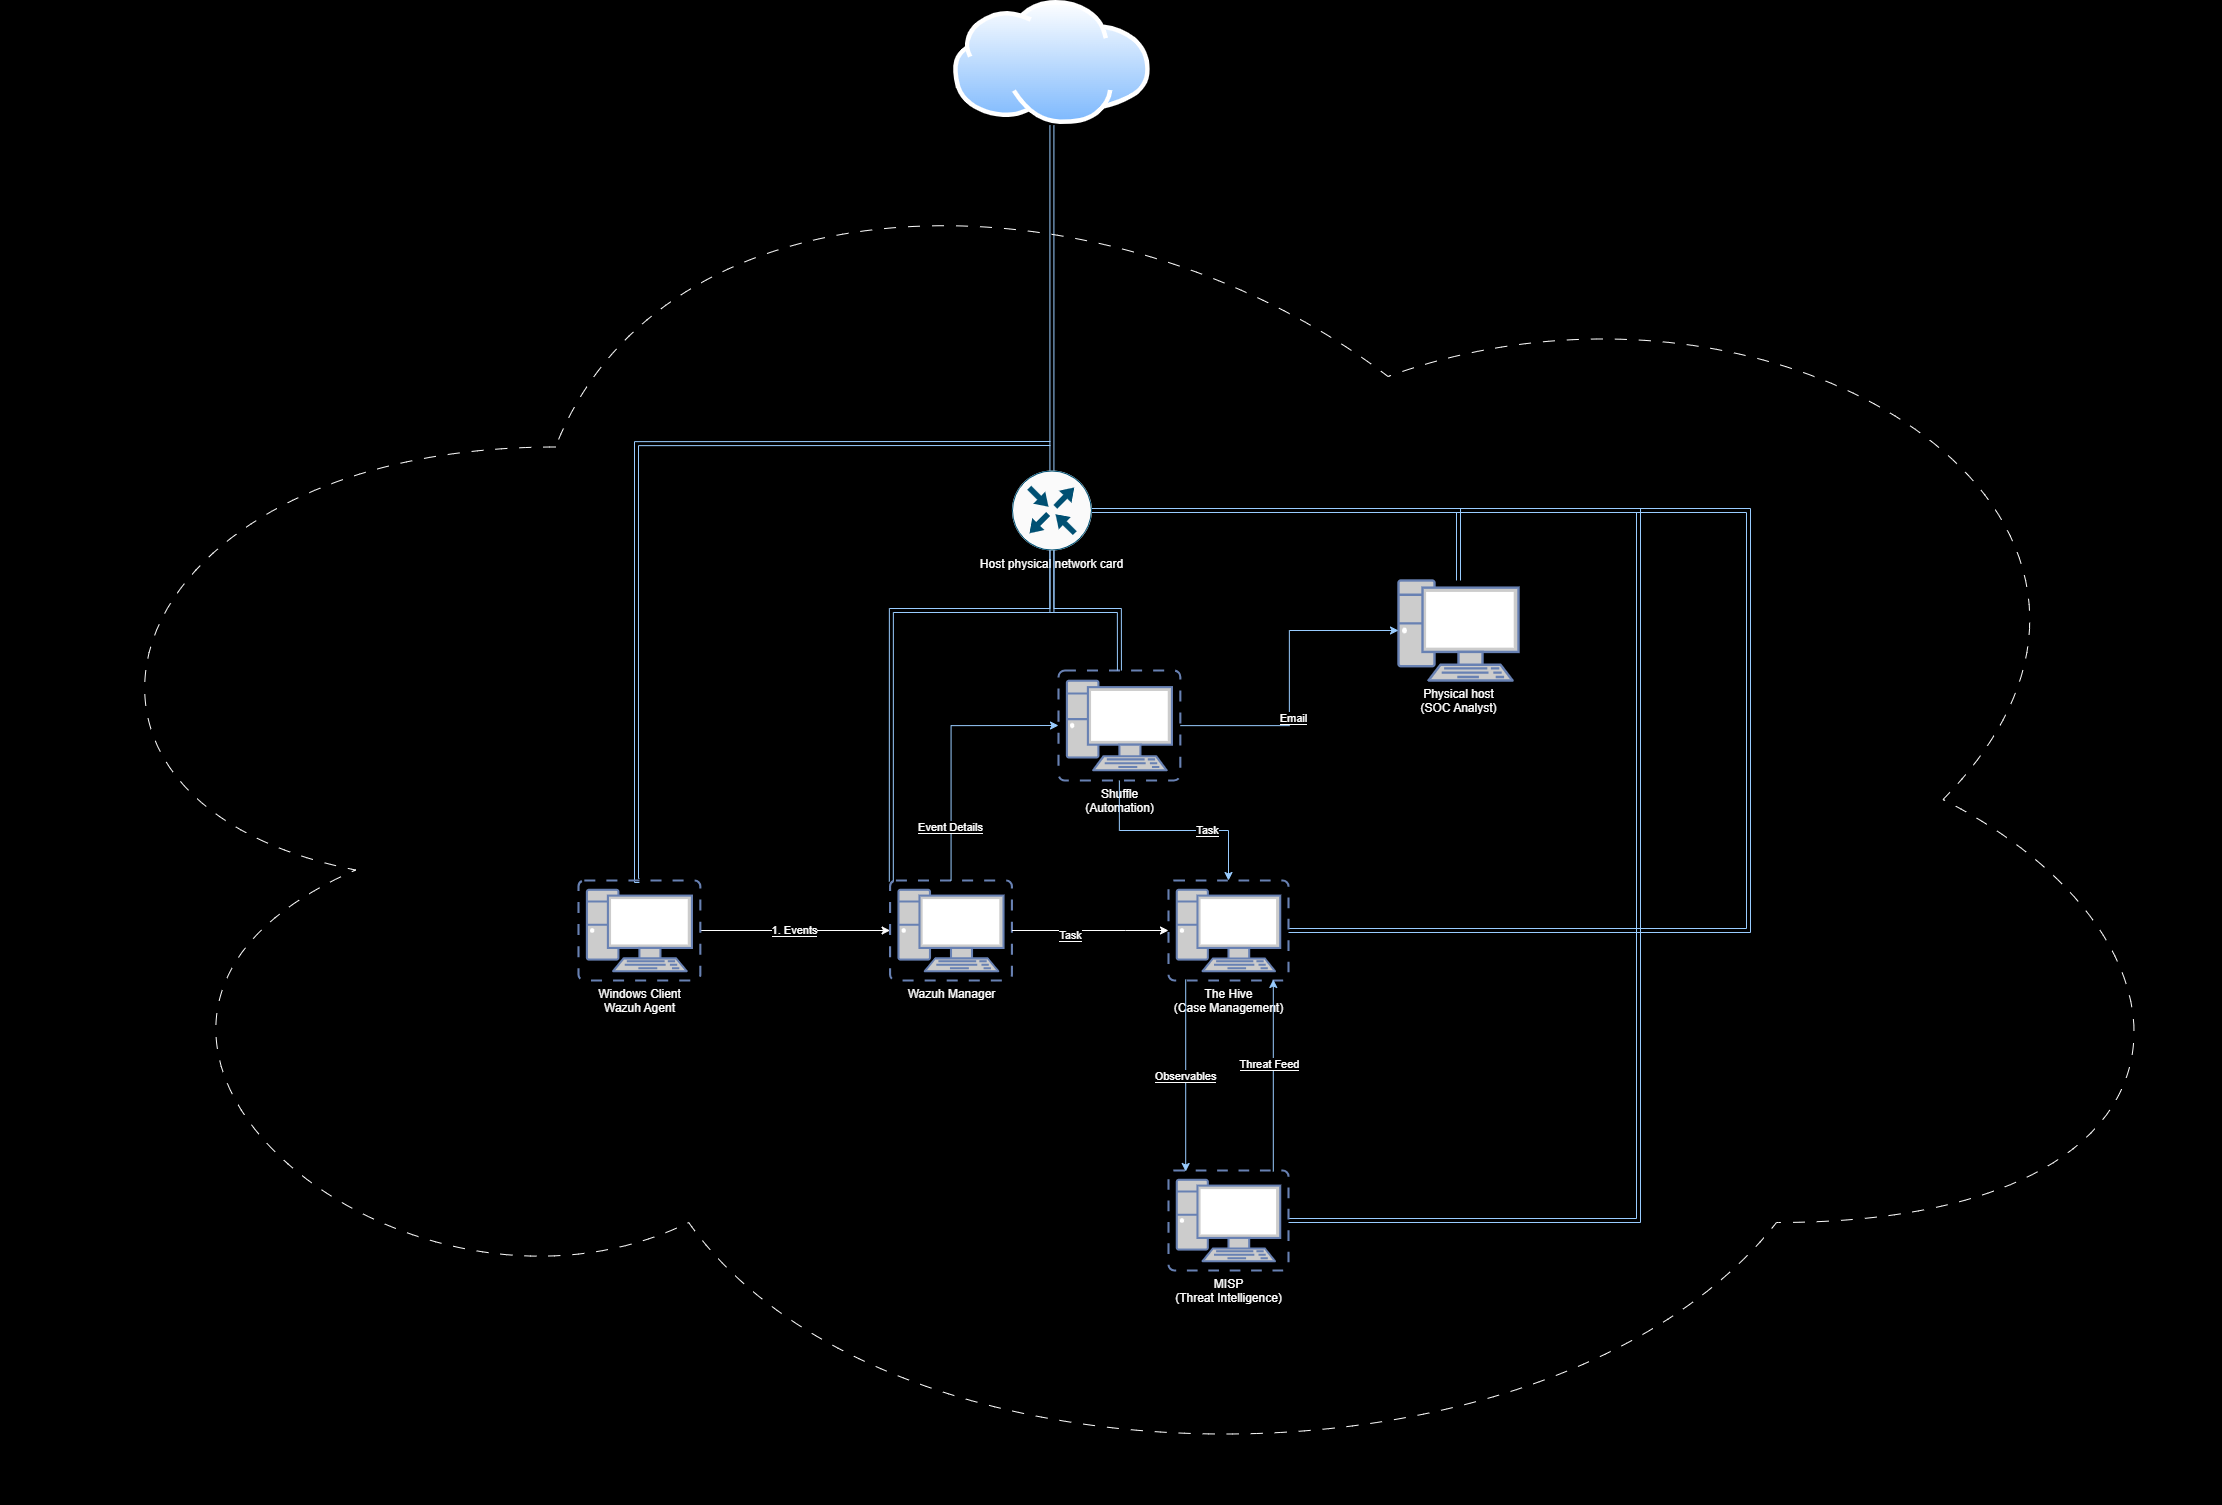 Host physical network card
Physical host
(SOC Analyst)
Email
Shuffle
(Automation)
Event Details
Task
1. Events
Task
Windows Client
Wazuh Agent
Wazuh Manager
The Hive
(Case Management)
Threat Feed
Observables
MISP
(Threat Intelligence)